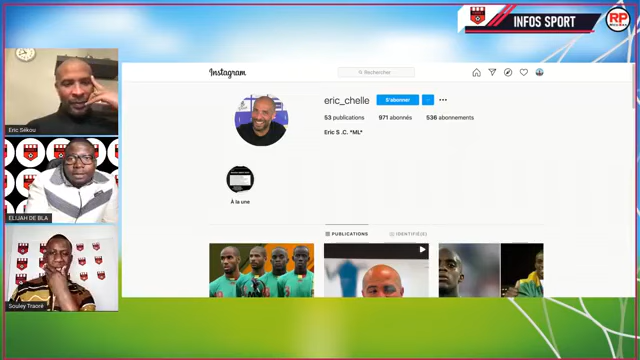 INFOS SPORT
RP
Instagram
Rechercher
eric_chelle
S'abonner
53 publications 971 abonnés 536 abonnements
Eric S .C. *ML*
À la une
PUBLICATIONS
IDENTIFIÉ(E)
Eric Sékou
ELIJAH DE BLA
Souley Traoré